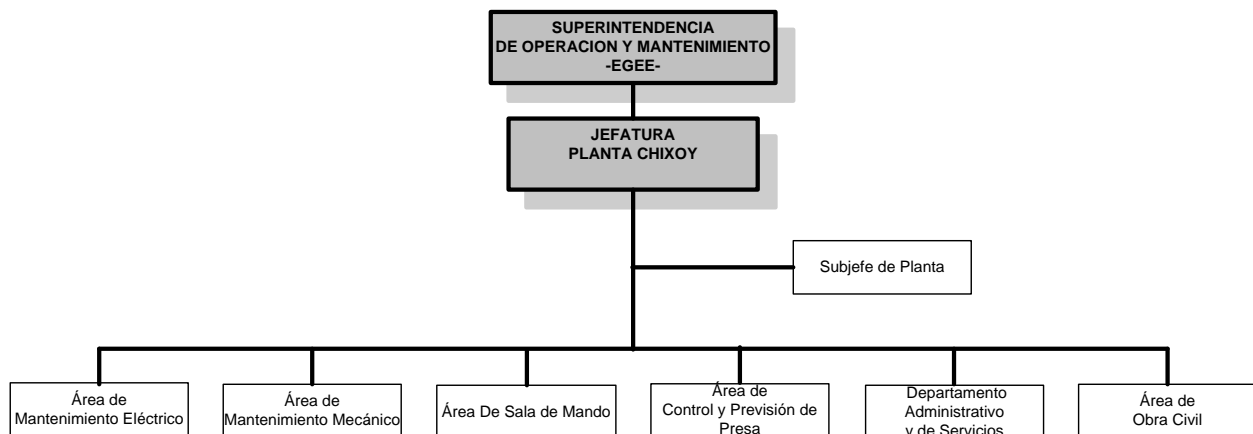 SUPERINTENDENCIA
DE OPERACION Y MANTENIMIENTO
-EGEE-
JEFATURA
PLANTA CHIXOY
Subjefe de Planta
Área de
Mantenimiento Eléctrico
Área de
Mantenimiento Mecánico
Área De Sala de Mando
Área de
Control y Previsión de
Presa
Departamento
Administrativo
y de Servicios
Área de
Obra Civil